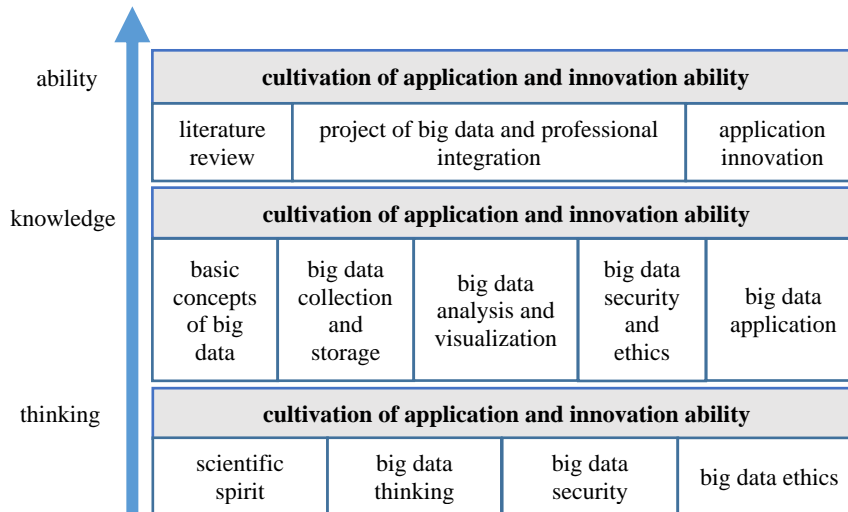 ability
cultivation of application and innovation ability
literature
review
project of big data and professional
integration
application
innovation
knowledge
cultivation of application and innovation ability
basic
concepts
of big
data
big data
collection
and
storage
big data
analysis and
visualization
big data
security
and
ethics
big data
application
thinking
cultivation of application and innovation ability
scientific
spirit
big data
thinking
big data
security
big data ethics